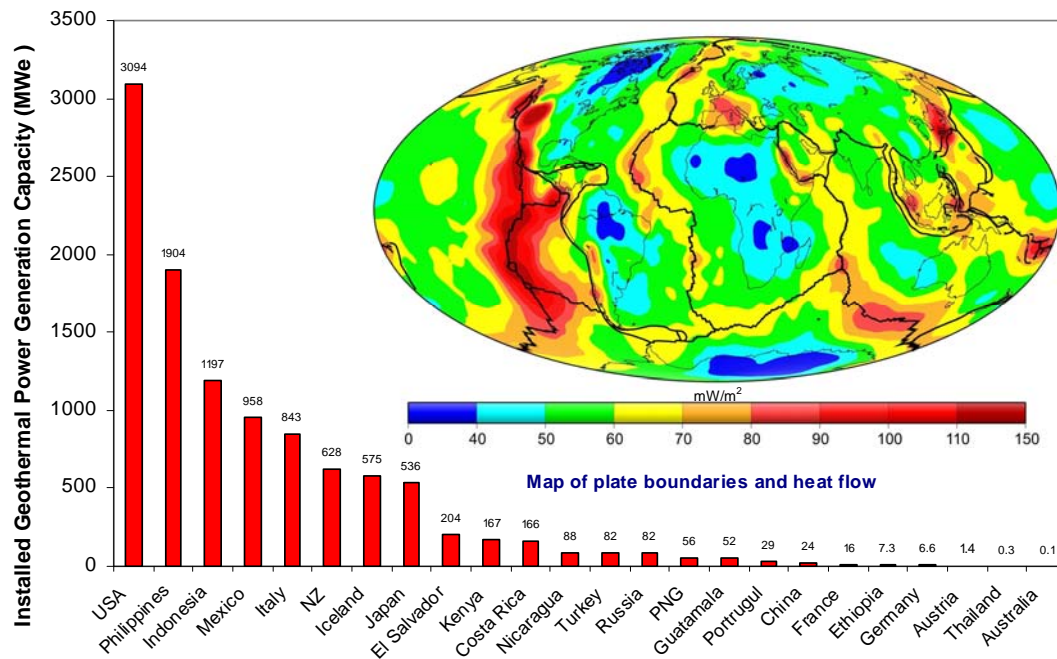 Installed Geothermal Power Generation Capacity (MWe)
3500
3000
2500
2000
1500
1000
500
0
3094
1904
1197
958
843
628
575
536
204
167
166
88
82
82
56
52
29
24
16
7.3
6.6
1.4
0.3
0.1
mW/m²
0 40 50 60 70 80 90 100 110 150
Map of plate boundaries and heat flow
USA
Philippines
Indonesia
Mexico
Italy
NZ
Iceland
Japan
El Salvador
Kenya
Costa Rica
Nicaragua
Turkey
Russia
PNG
Guatamala
Portrugul
China
France
Ethiopia
Germany
Austria
Thailand
Australia